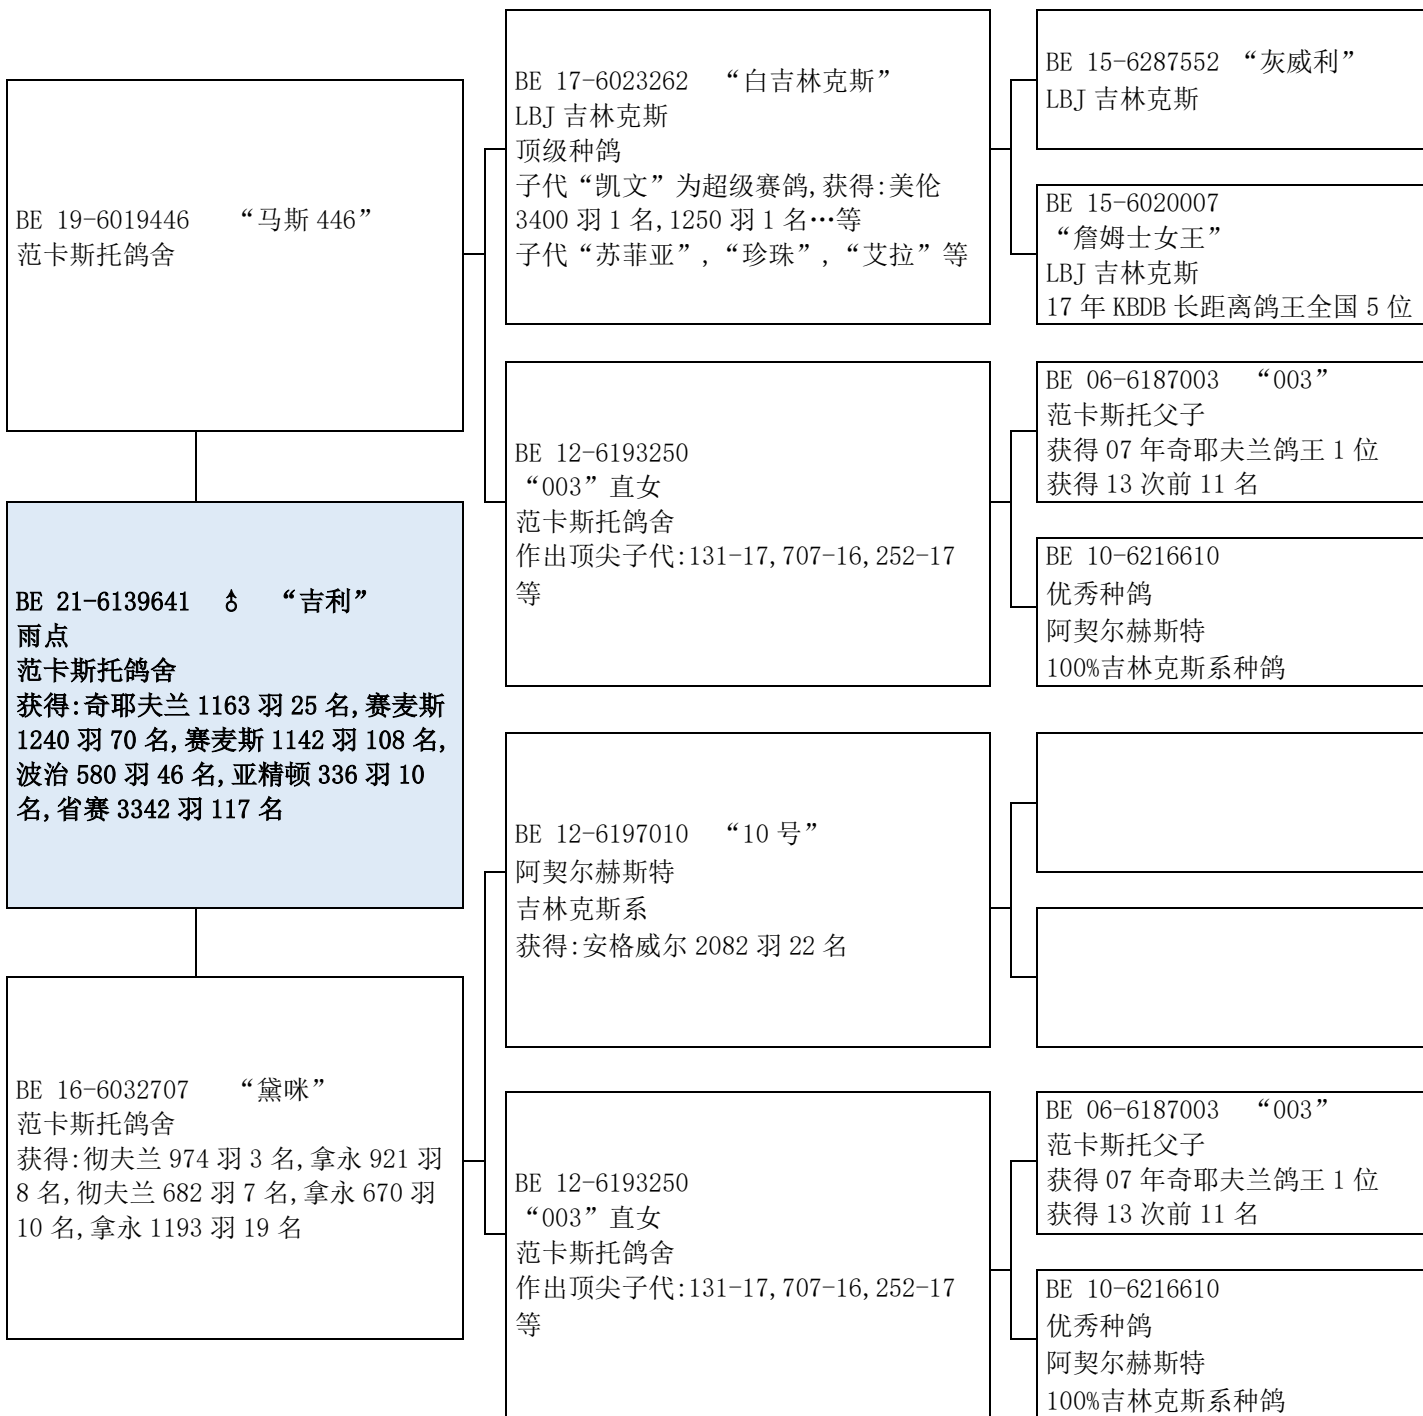 BE 19-6019446 “马斯 446”
范卡斯托鸽舍
BE 21-6139641 ♂ “吉利”
雨点
范卡斯托鸽舍
获得:奇耶夫兰 1163 羽 25 名,赛麦斯
1240 羽 70 名,赛麦斯 1142 羽 108 名,
波治 580 羽 46 名,亚精顿 336 羽 10
名,省赛 3342 羽 117 名
BE 16-6032707 “黛咪”
范卡斯托鸽舍
获得:彻夫兰 974 羽 3 名,拿永 921 羽
8 名,彻夫兰 682 羽 7 名,拿永 670 羽
10 名,拿永 1193 羽 19 名
BE 17-6023262 “白吉林克斯”
LBJ 吉林克斯
顶级种鸽
子代“凯文”为超级赛鸽,获得:美伦
3400 羽 1 名,1250 羽 1 名…等
子代“苏菲亚”,“珍珠”,“艾拉”等
BE 12-6193250
“003”直女
范卡斯托鸽舍
作出顶尖子代:131-17,707-16,252-17
等
BE 12-6197010 “10 号”
阿契尔赫斯特
吉林克斯系
获得:安格威尔 2082 羽 22 名
BE 12-6193250
“003”直女
范卡斯托鸽舍
作出顶尖子代:131-17,707-16,252-17
等
BE 15-6287552 “灰威利”
LBJ 吉林克斯
BE 15-6020007
“詹姆士女王”
LBJ 吉林克斯
17 年 KBDB 长距离鸽王全国 5 位
BE 06-6187003 “003”
范卡斯托父子
获得 07 年奇耶夫兰鸽王 1 位
获得 13 次前 11 名
BE 10-6216610
优秀种鸽
阿契尔赫斯特
100%吉林克斯系种鸽
BE 06-6187003 “003”
范卡斯托父子
获得 07 年奇耶夫兰鸽王 1 位
获得 13 次前 11 名
BE 10-6216610
优秀种鸽
阿契尔赫斯特
100%吉林克斯系种鸽